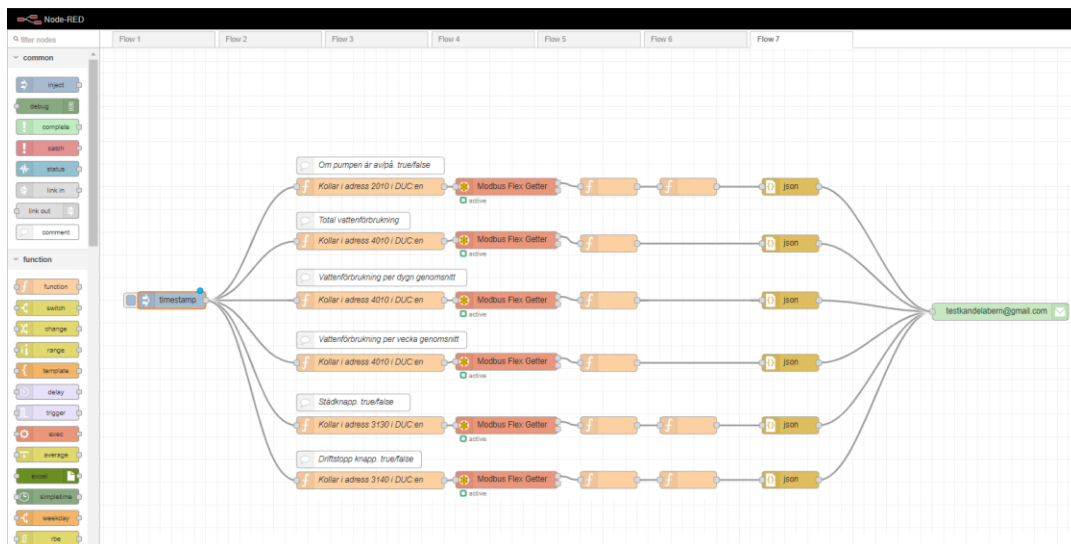 Node-RED
filter nodes
Flow 1
Flow 2
Flow 3
Flow 4
Flow 5
Flow 6
Flow 7
common
inject
debug
complete
catch
status
link in
link out
comment
function
function
switch
change
range
template
delay
trigger
exec
average
excel
simpletime
weekday
rbe
timestamp
Om pumpen är av/på. true/false
Kollar i adress 2010 i DUC:en
Modbus Flex Getter
active
json
Total vattenförbrukning
Kollar i adress 4010 i DUC:en
Modbus Flex Getter
active
json
Vattenförbrukning per dygn genomsnitt
Kollar i adress 4010 i DUC:en
Modbus Flex Getter
active
json
Vattenförbrukning per vecka genomsnitt
Kollar i adress 4010 i DUC:en
Modbus Flex Getter
active
json
Städknapp. true/false
Kollar i adress 3130 i DUC:en
Modbus Flex Getter
active
json
Driftstopp knapp. true/false
Kollar i adress 3140 i DUC:en
Modbus Flex Getter
active
json
testkandelabern@gmail.com